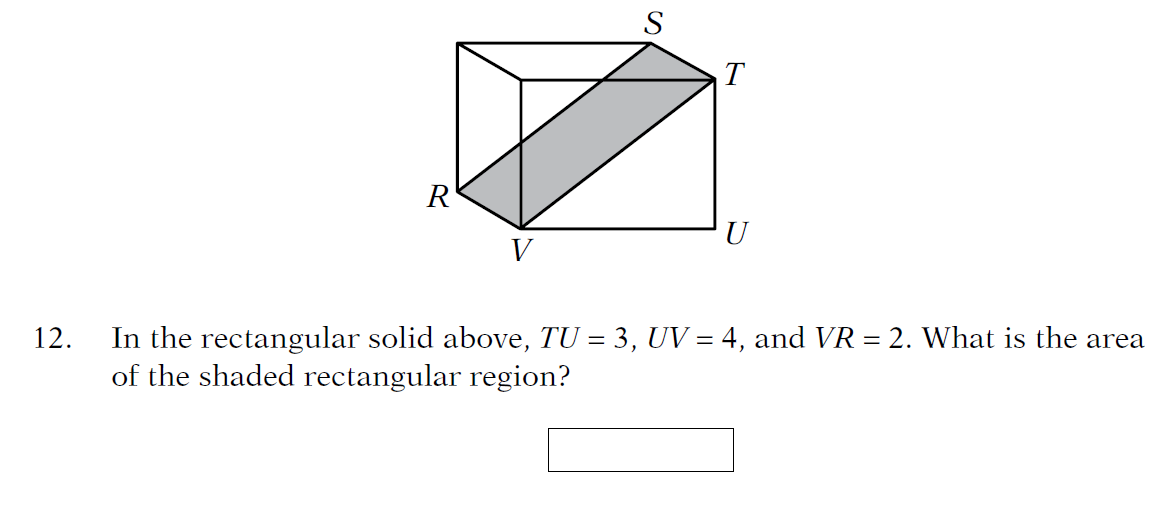 S
T
R
U
V
12. In the rectangular solid above, TU = 3, UV = 4, and VR = 2. What is the area
of the shaded rectangular region?